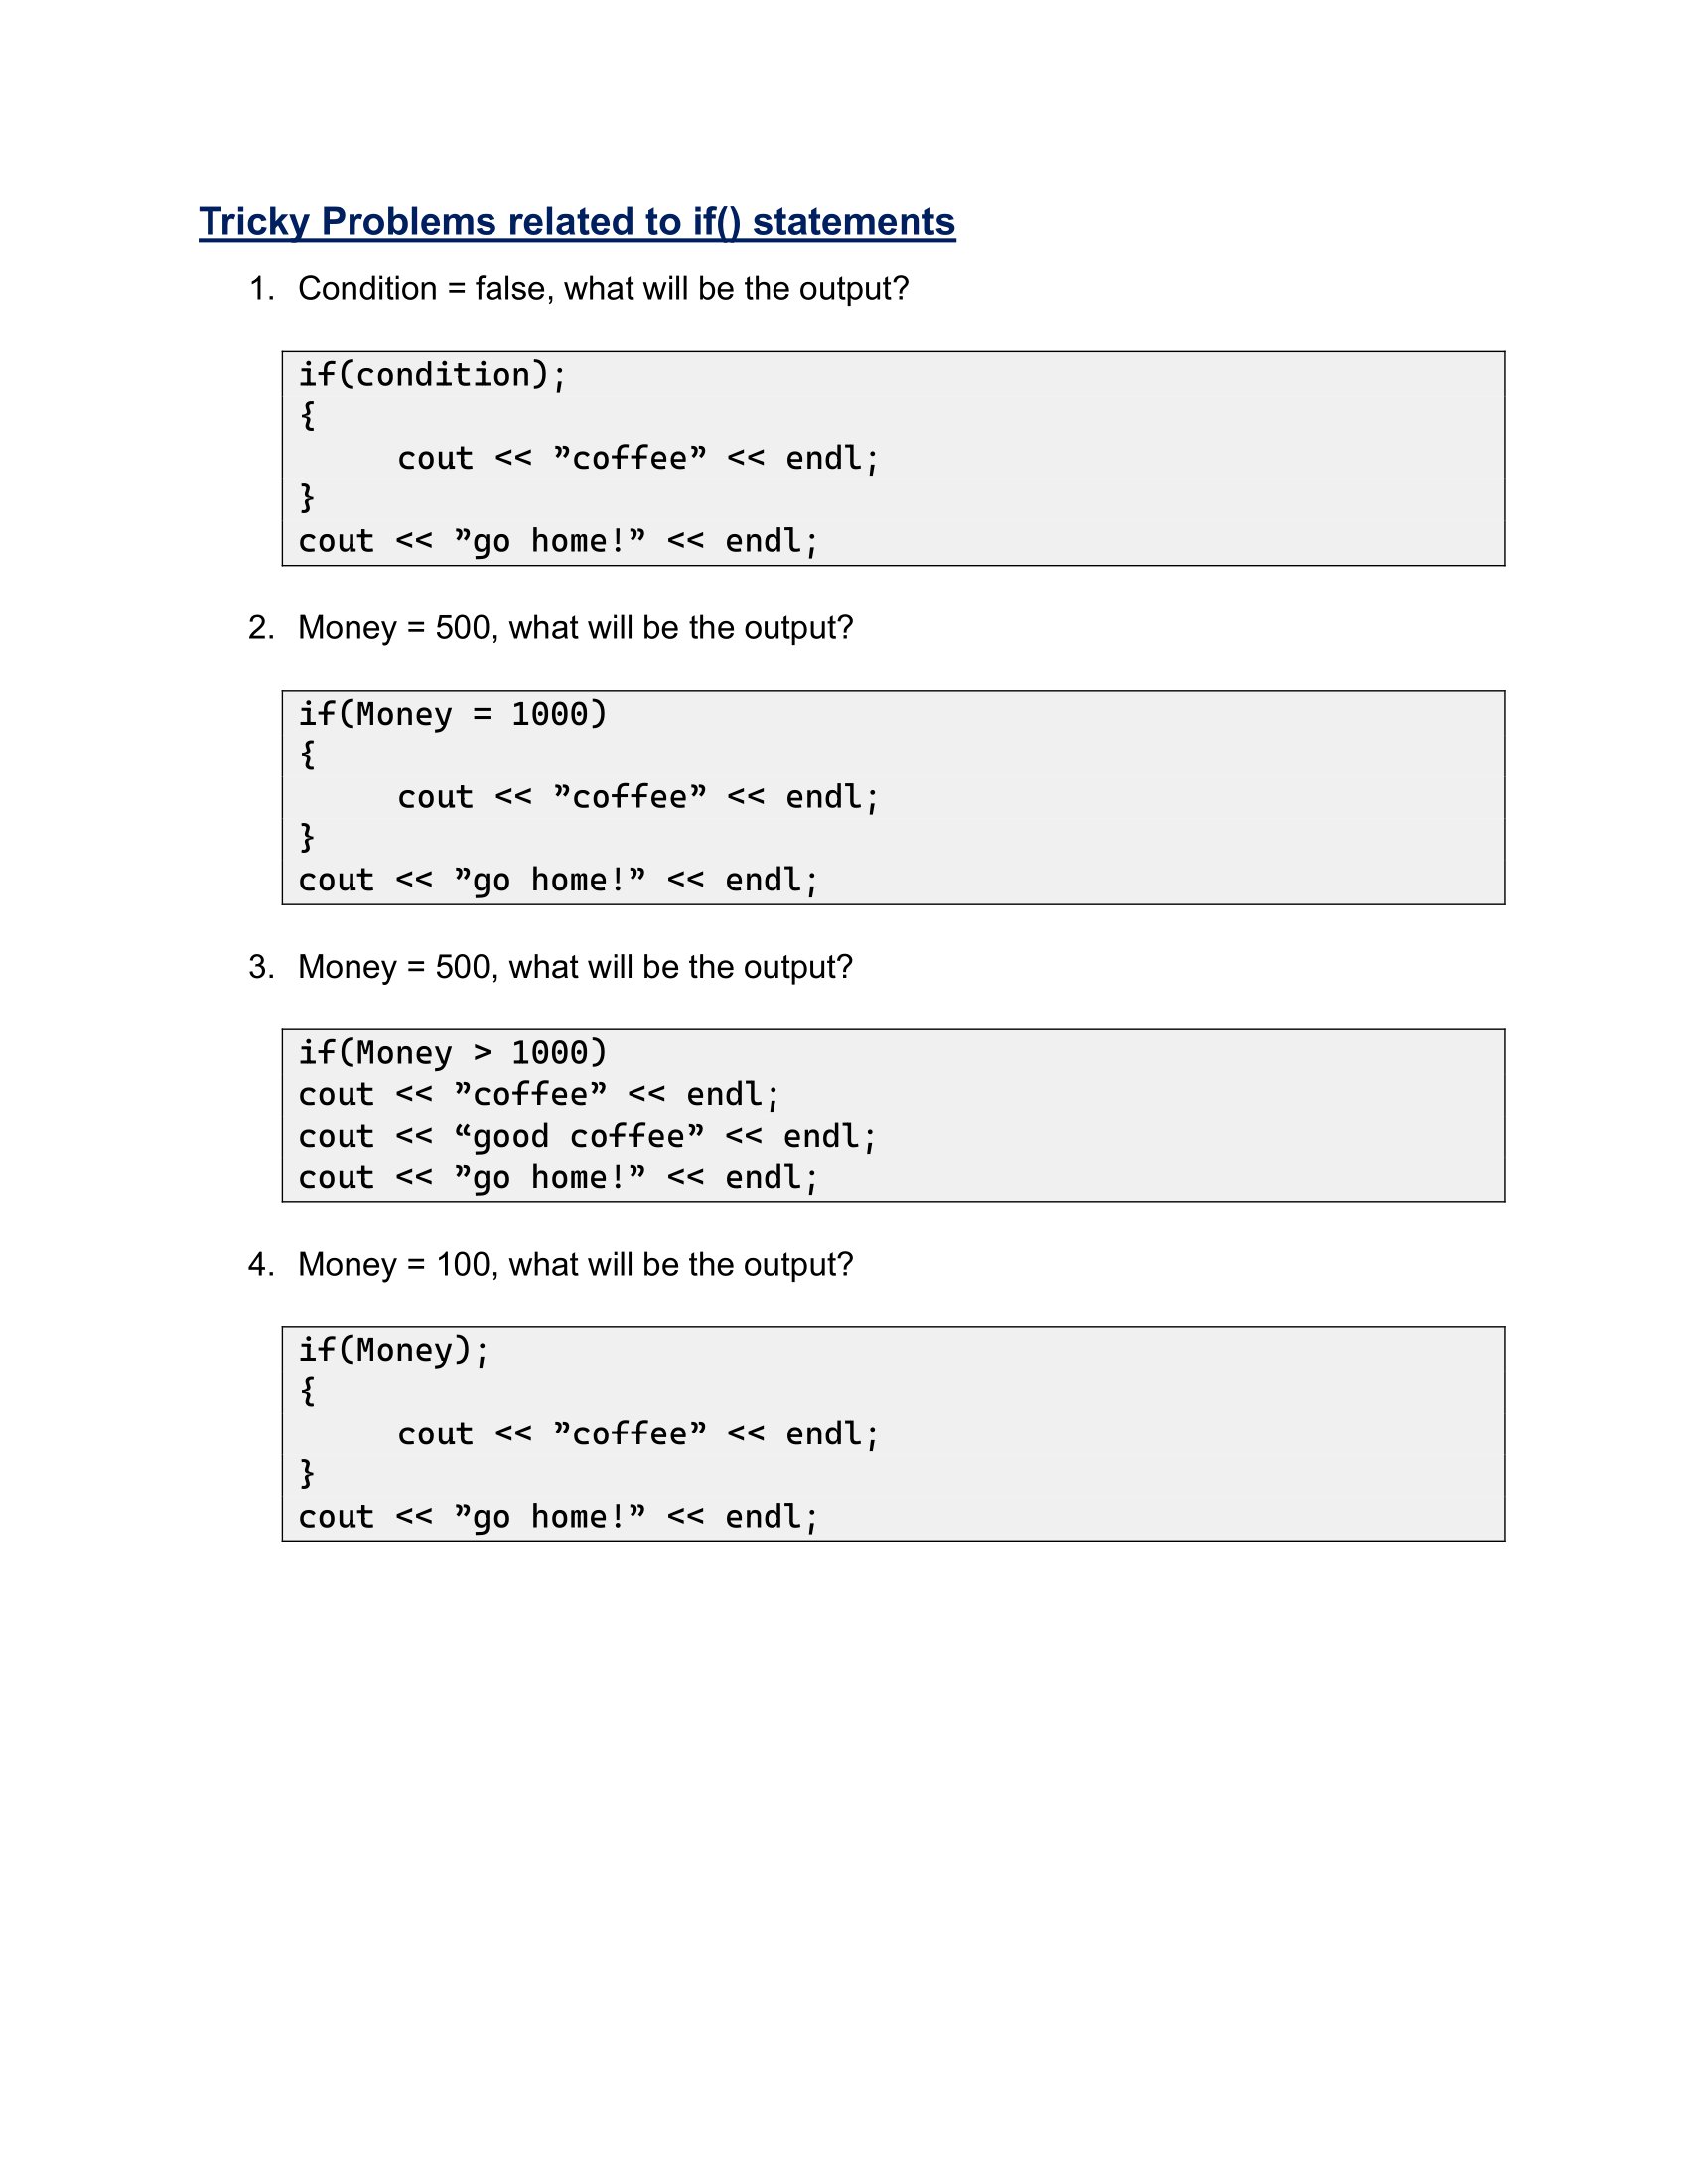 Tricky Problems related to if() statements
1. Condition = false, what will be the output?
if(condition);
{
cout << ”coffee” << endl;
}
cout << ”go home!” << endl;
2. Money = 500, what will be the output?
if(Money = 1000)
{
cout << ”coffee” << endl;
}
cout << ”go home!” << endl;
3. Money = 500, what will be the output?
if(Money > 1000)
cout << ”coffee” << endl;
cout << “good coffee” << endl;
cout << ”go home!” << endl;
4. Money = 100, what will be the output?
if(Money);
{
cout << ”coffee” << endl;
}
cout << ”go home!” << endl;